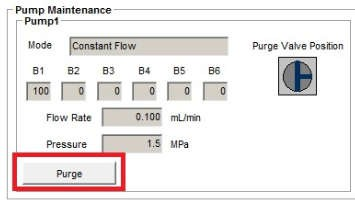 Pump Maintenance
Pump1
Mode Constant Flow Purge Valve Position
B1 B2 B3 B4 B5 B6
100 0 0 0 0 0
Flow Rate 0.100 mL/min
Pressure 1.5 MPa
Purge